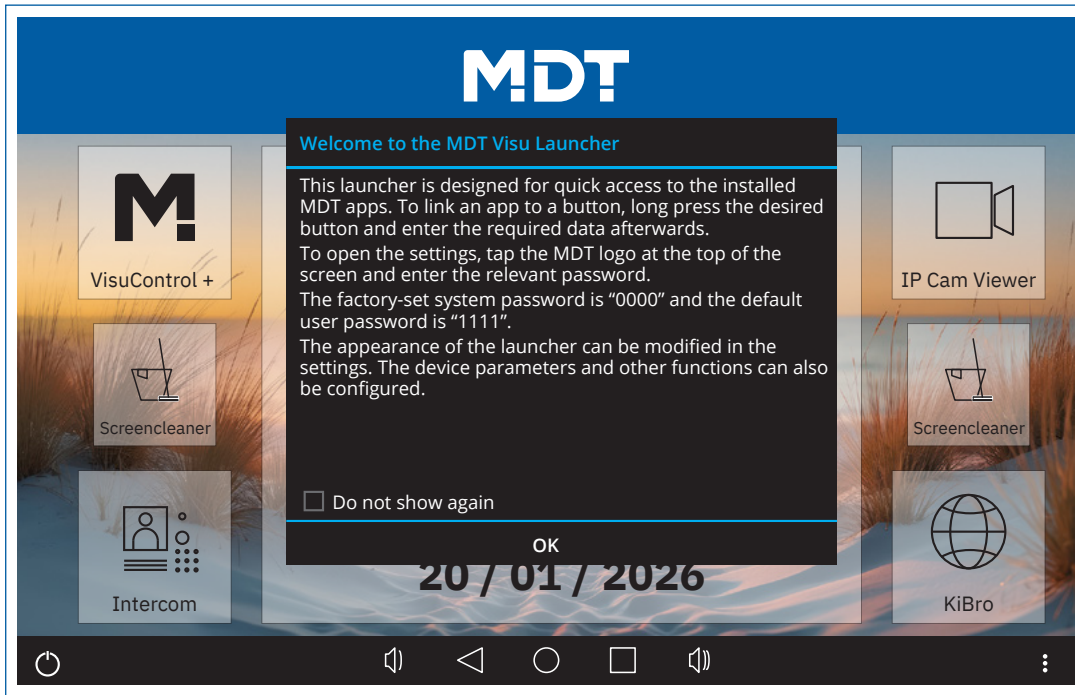 MDT
Welcome to the MDT Visu Launcher
This launcher is designed for quick access to the installed
MDT apps. To link an app to a button, long press the desired
button and enter the required data afterwards.
To open the settings, tap the MDT logo at the top of the
screen and enter the relevant password.
The factory-set system password is “0000” and the default
user password is “1111”.
The appearance of the launcher can be modified in the
settings. The device parameters and other functions can also
be configured.
Do not show again
OK
M
VisuControl +
IP Cam Viewer
Screencleaner
Screencleaner
Intercom
20 / 01 / 2026
KiBro